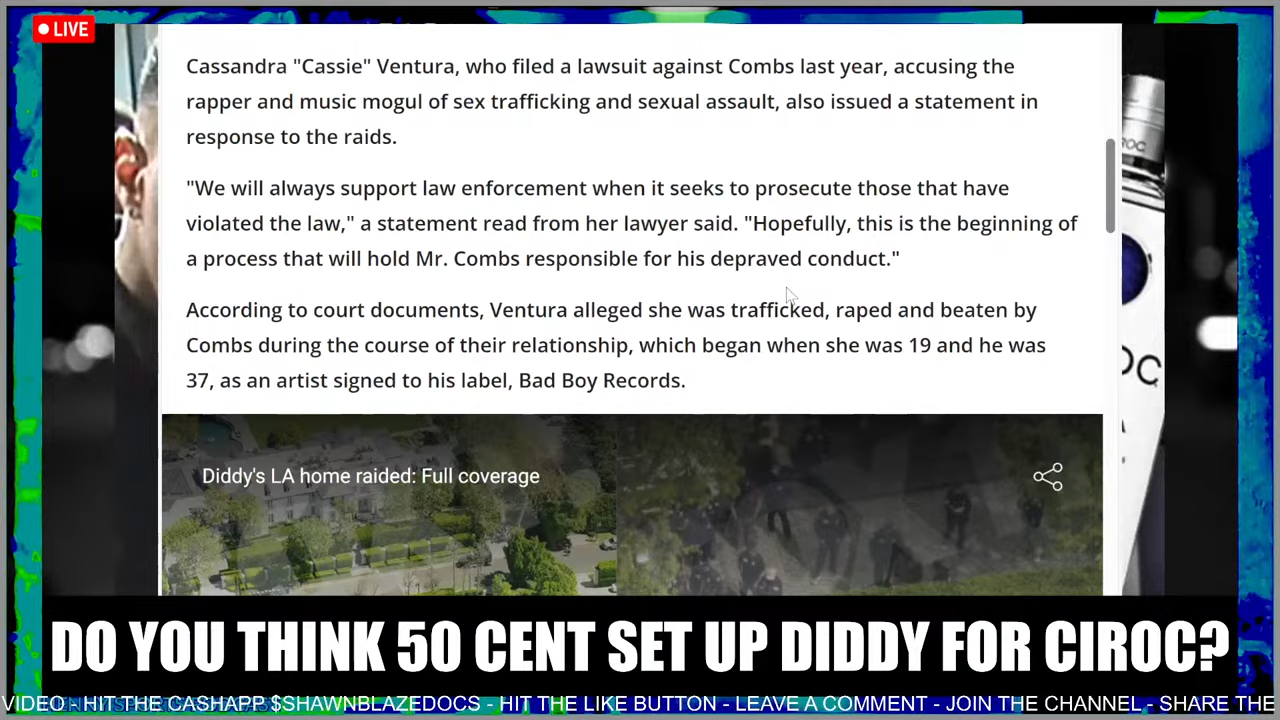 LIVE
Cassandra "Cassie" Ventura, who filed a lawsuit against Combs last year, accusing the
rapper and music mogul of sex trafficking and sexual assault, also issued a statement in
response to the raids.
"We will always support law enforcement when it seeks to prosecute those that have
violated the law," a statement read from her lawyer said. "Hopefully, this is the beginning of
a process that will hold Mr. Combs responsible for his depraved conduct."
According to court documents, Ventura alleged she was trafficked, raped and beaten by
Combs during the course of their relationship, which began when she was 19 and he was
37, as an artist signed to his label, Bad Boy Records.
Diddy's LA home raided: Full coverage
DO YOU THINK 50 CENT SET UP DIDDY FOR CIROC?
VIDEO - HIT THE CASHAPP $SHAWNBLAZEDOCS - HIT THE LIKE BUTTON - LEAVE A COMMENT - JOIN THE CHANNEL - SHARE THE